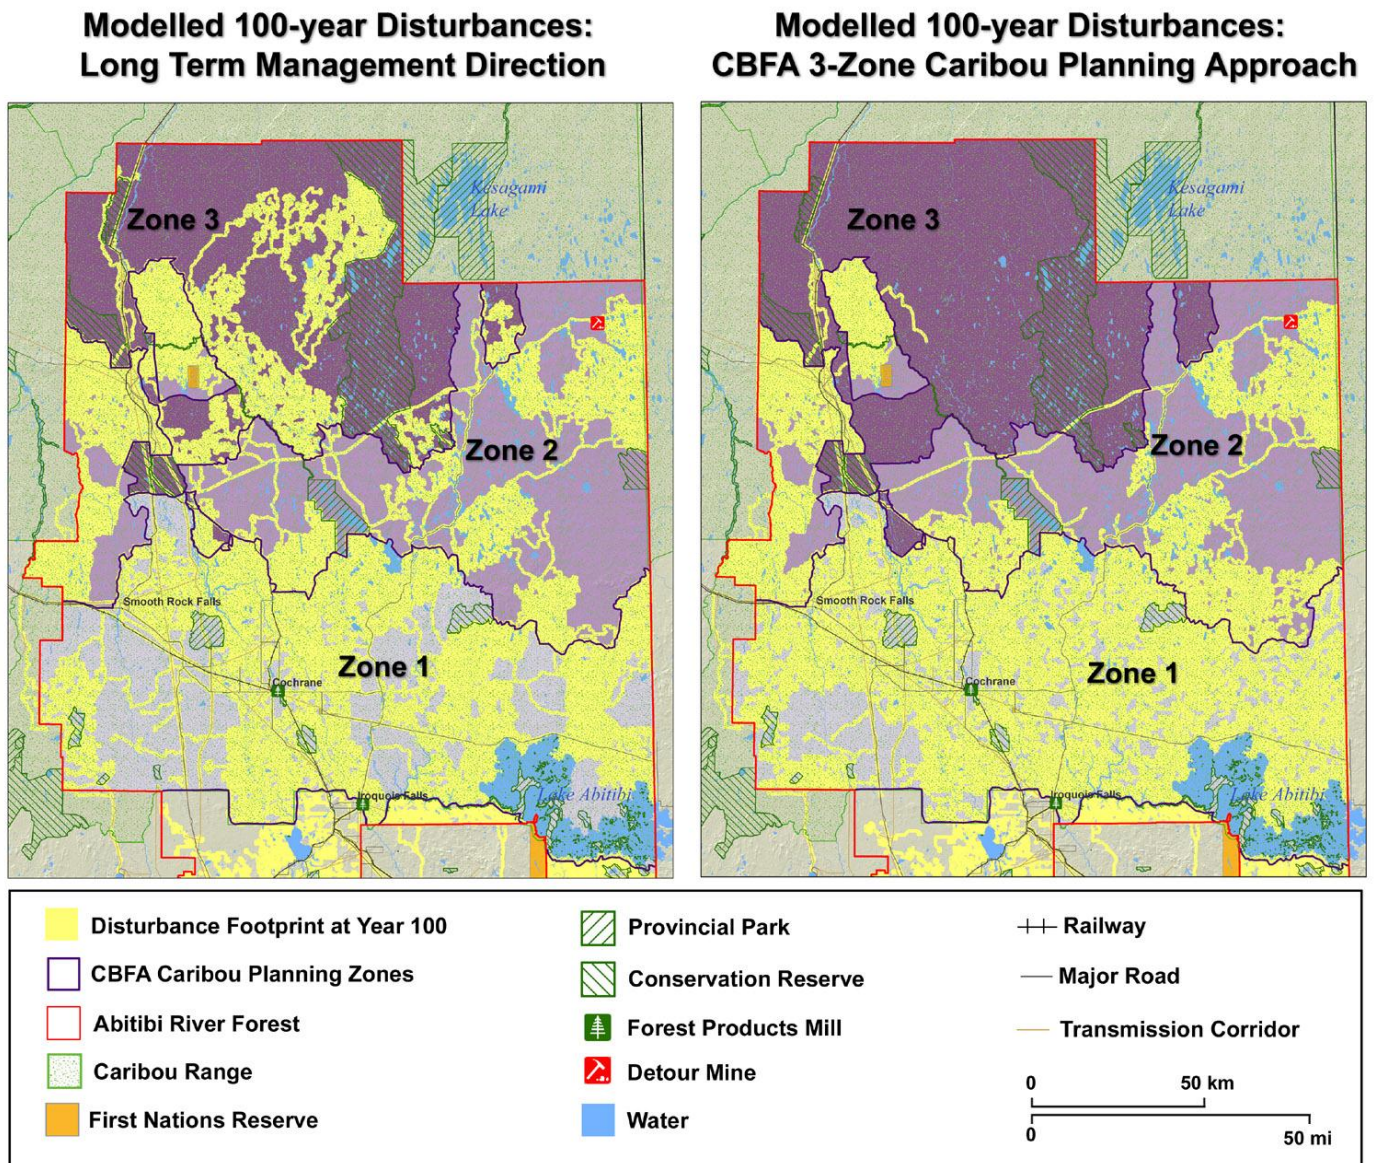 Modelled 100-year Disturbances:
Long Term Management Direction
Modelled 100-year Disturbances:
CBFA 3-Zone Caribou Planning Approach
Kesagami
Lake
Zone 3
Zone 2
Smooth Rock Falls
Zone 1
Cochrane
Iroquois Falls
Lake Abitibi
Kesagami
Lake
Zone 3
Zone 2
Smooth Rock Falls
Zone 1
Cochrane
Iroquois Falls
Lake Abitibi
Disturbance Footprint at Year 100
CBFA Caribou Planning Zones
Abitibi River Forest
Caribou Range
First Nations Reserve
Provincial Park
Conservation Reserve
Forest Products Mill
Detour Mine
Water
Railway
Major Road
Transmission Corridor
0 50 km
0 50 mi